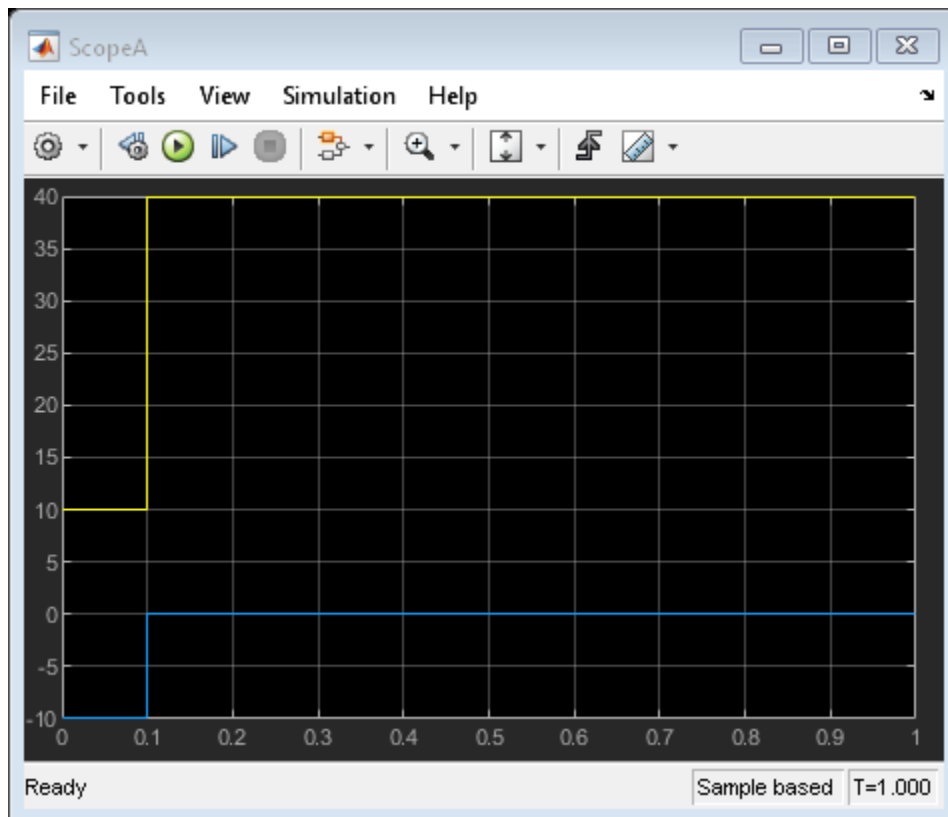 ScopeA
File Tools View Simulation Help
40
35
30
25
20
15
10
5
0
-5
-10
0 0.1 0.2 0.3 0.4 0.5 0.6 0.7 0.8 0.9 1
Ready Sample based T=1.000